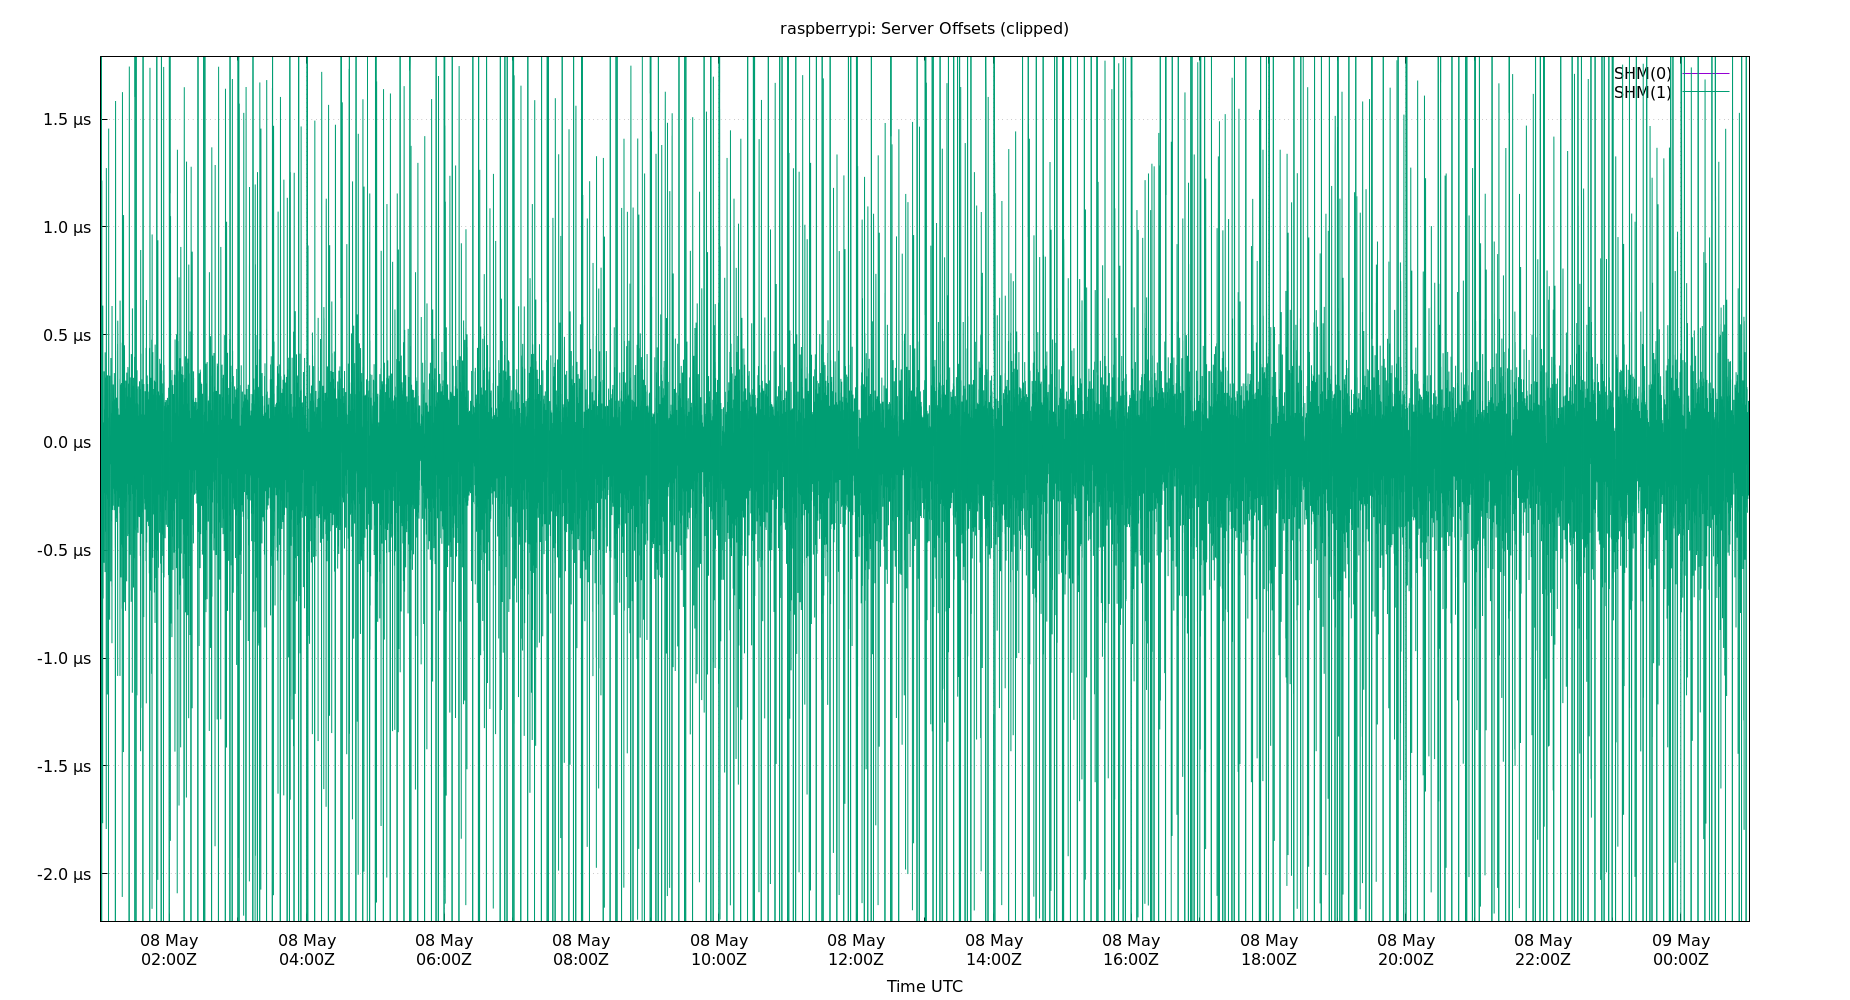 raspberrypi: Server Offsets (clipped)
SHM(0)
SHM(1)
1.5 µs
1.0 µs
0.5 µs
0.0 µs
-0.5 µs
-1.0 µs
-1.5 µs
-2.0 µs
08 May 08 May 08 May 08 May 08 May 08 May 08 May 08 May 08 May 08 May 08 May 09 May
02:00Z 04:00Z 06:00Z 08:00Z 10:00Z 12:00Z 14:00Z 16:00Z 18:00Z 20:00Z 22:00Z 00:00Z
Time UTC